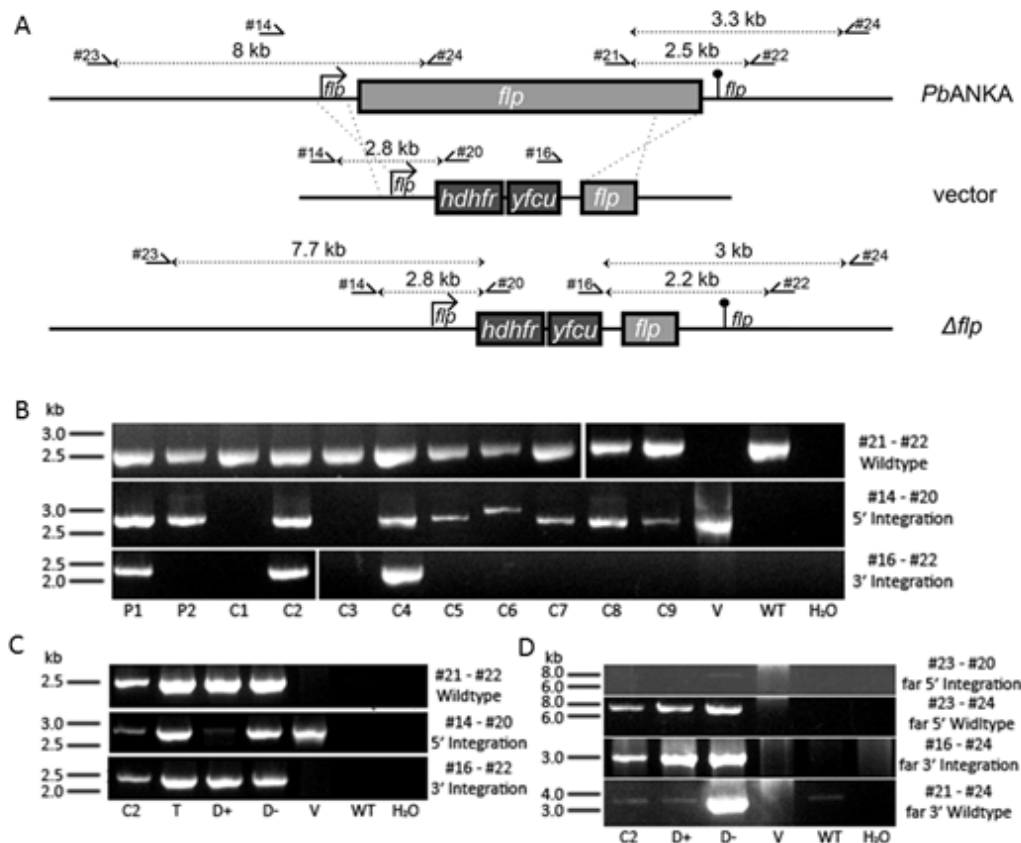 A
#14
3.3 kb
#24
#23
8 kb
#24
#21
2.5 kb
#22
flp
flp
flp
PbANKA
#14
2.8 kb
#20
#16
flp
hdhfr
yfcu
flp
vector
#23
7.7 kb
3 kb
#24
#14
2.8 kb
#20
#16
2.2 kb
#22
flp
hdhfr
yfcu
flp
flp
Δflp
B
kb
3.0
2.5
#21 - #22
Wildtype
3.0
2.5
#14 - #20
5' Integration
2.5
2.0
#16 - #22
3' Integration
P1 P2 C1 C2 C3 C4 C5 C6 C7 C8 C9 V WT H₂O
C
kb
2.5
#21 - #22
Wildtype
3.0
2.5
#14 - #20
5' Integration
2.5
2.0
#16 - #22
3' Integration
C2 T D+ D- V WT H₂O
D
kb
8.0
6.0
#23 - #20
far 5' Integration
8.0
6.0
#23 - #24
far 5' Widltype
3.0
#16 - #24
far 3' Integration
4.0
3.0
#21 - #24
far 3' Wildtype
C2 D+ D- V WT H₂O